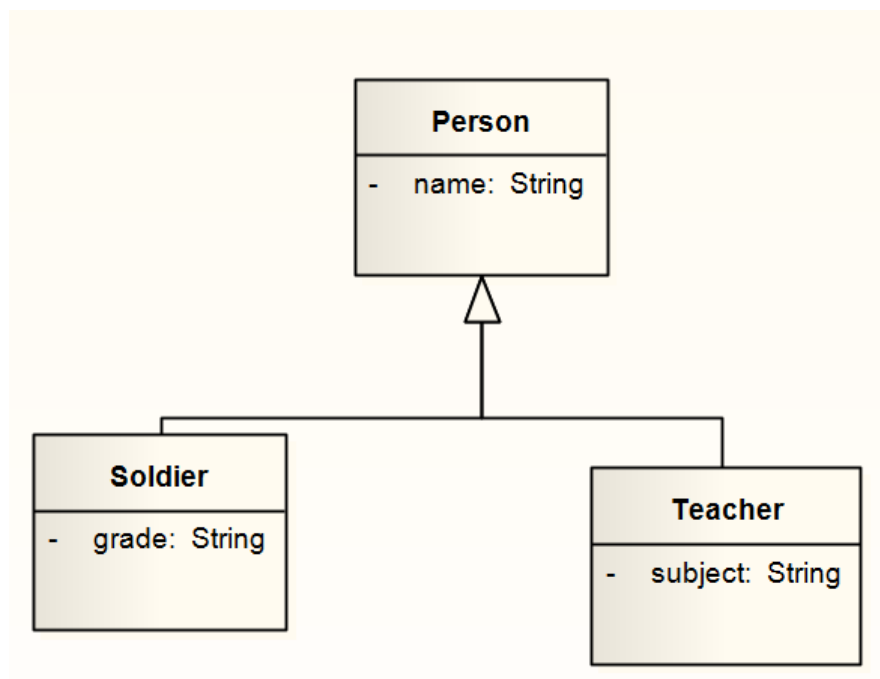 Person
- name: String
Soldier
- grade: String
Teacher
- subject: String